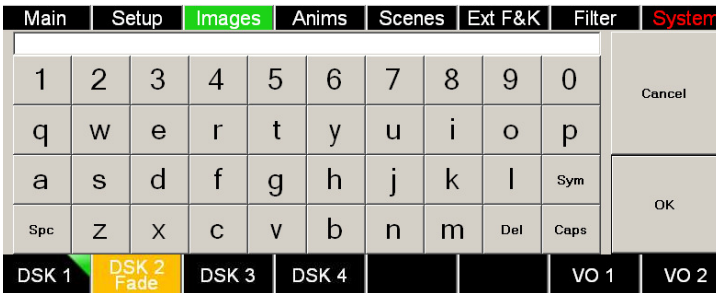 Main Setup Images Anims Scenes Ext F&K Filter System
1 2 3 4 5 6 7 8 9 0
Cancel
q w e r t y u i o p
a s d f g h j k l Sym
OK
Spc z x c v b n m Del Caps
DSK 1 DSK 2 Fade DSK 3 DSK 4 VO 1 VO 2